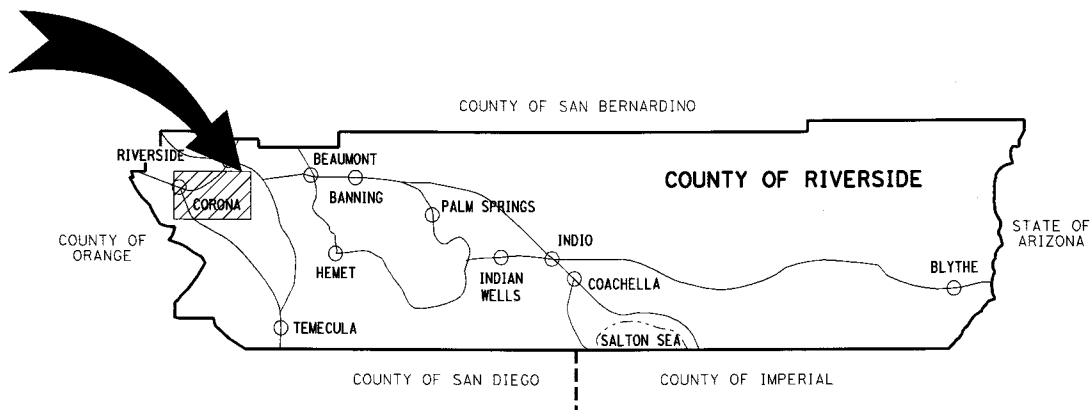 COUNTY OF SAN BERNARDINO
RIVERSIDE
BEAUMONT
COUNTY OF RIVERSIDE
BANNING
CORONA
PALM SPRINGS
STATE OF
ARIZONA
COUNTY OF
ORANGE
INDIO
HEMET
INDIAN
WELLS
COACHELLA
BLYTHE
TEMECULA
SALTON SEA
COUNTY OF SAN DIEGO
COUNTY OF IMPERIAL